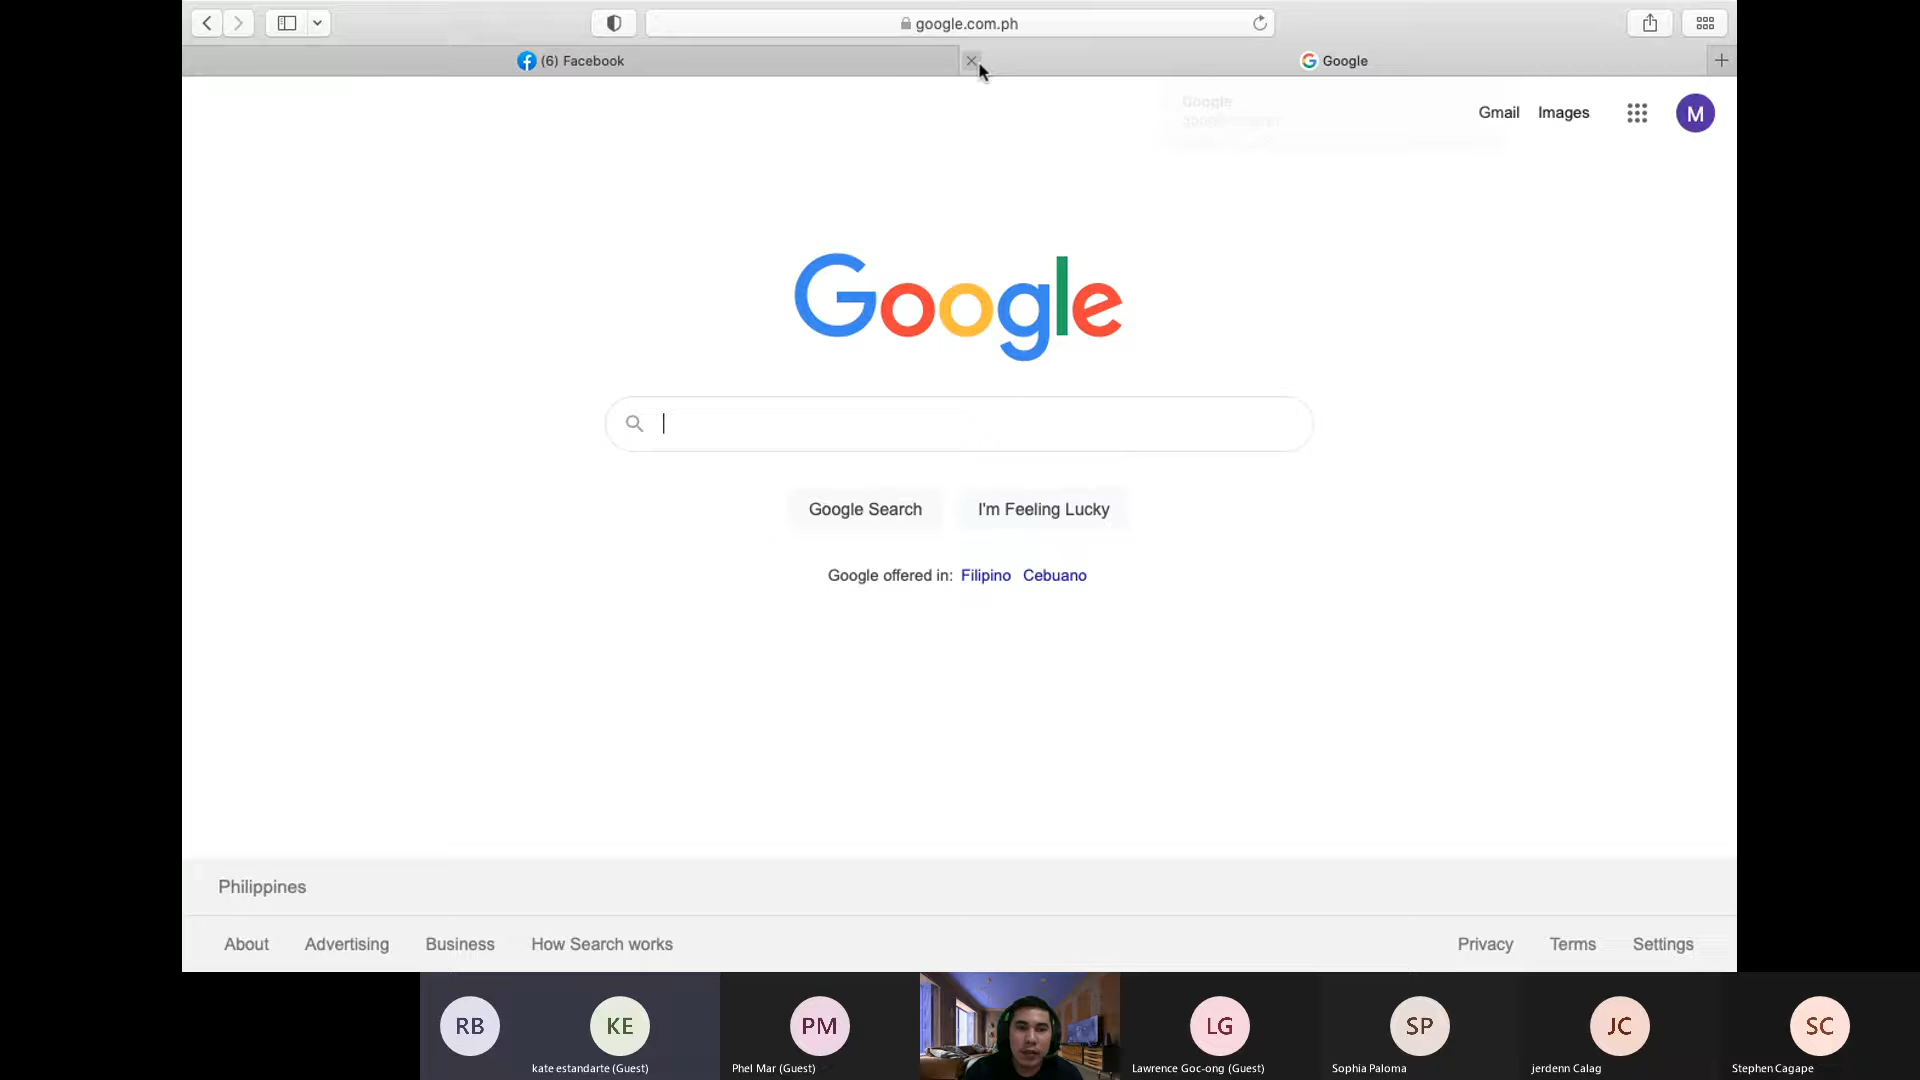 google.com.ph
(6) Facebook
Google
Google
Gmail Images
M
Google
Google Search
I'm Feeling Lucky
Google offered in: Filipino Cebuano
Philippines
About Advertising Business How Search works
Privacy Terms Settings
RB KE PM LG SP JC SC
kate estandarte (Guest) Phel Mar (Guest) Lawrence Goc-ong (Guest) Sophia Paloma jerdenn Calag Stephen Cagape